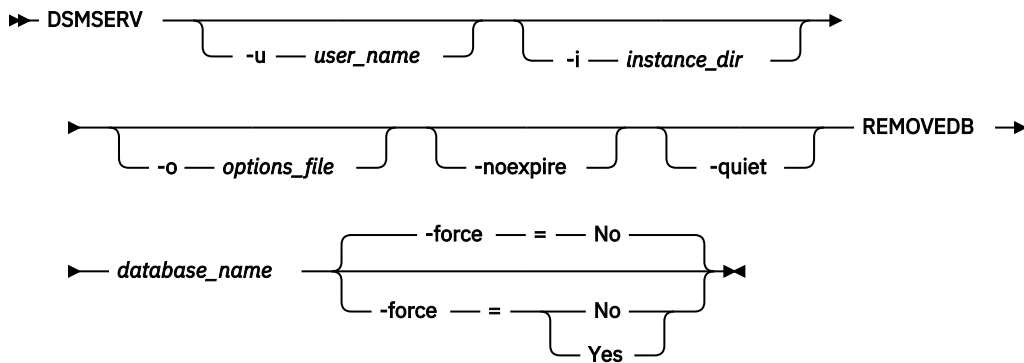 DSMSERV
-u user_name
-i instance_dir
-o options_file
-noexpire
-quiet
REMOVEDB
database_name
-force = No
-force = No
Yes